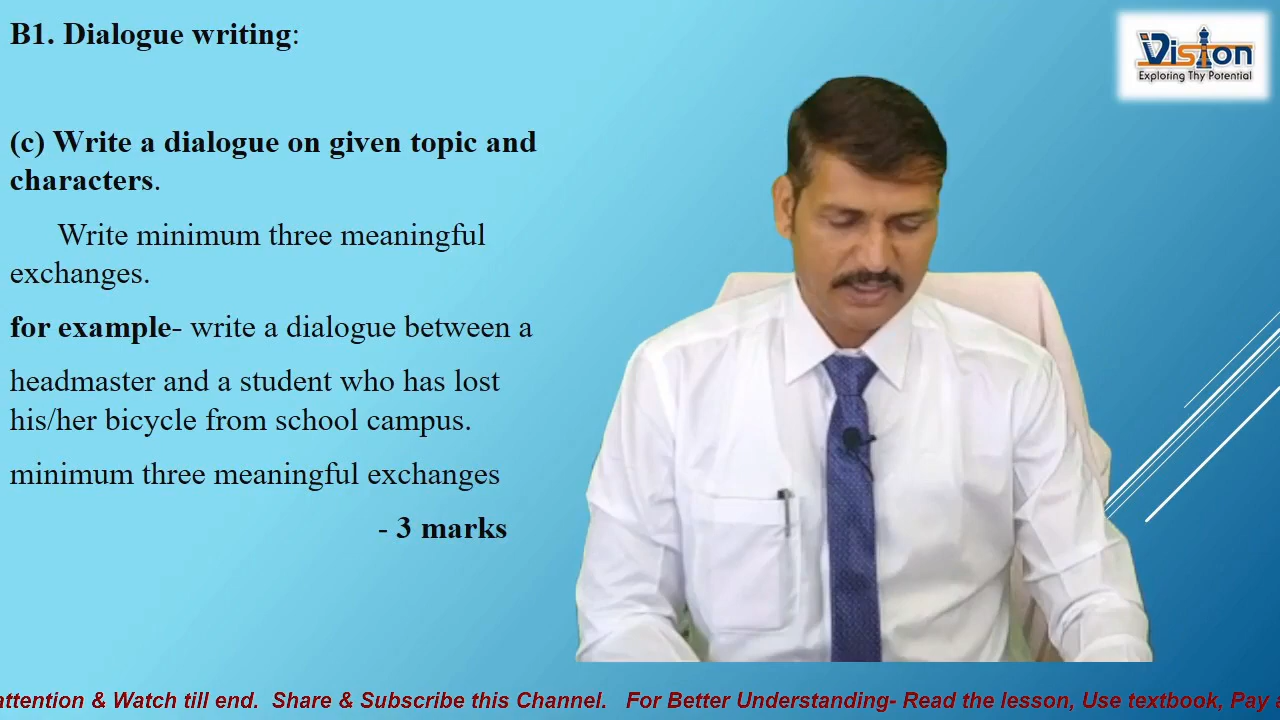 B1. Dialogue writing:
Vision
Exploring Thy Potential
(c) Write a dialogue on given topic and
characters.
Write minimum three meaningful
exchanges.
for example- write a dialogue between a
headmaster and a student who has lost
his/her bicycle from school campus.
minimum three meaningful exchanges
- 3 marks
attention & Watch till end. Share & Subscribe this Channel. For Better Understanding- Read the lesson, Use textbook, Pay